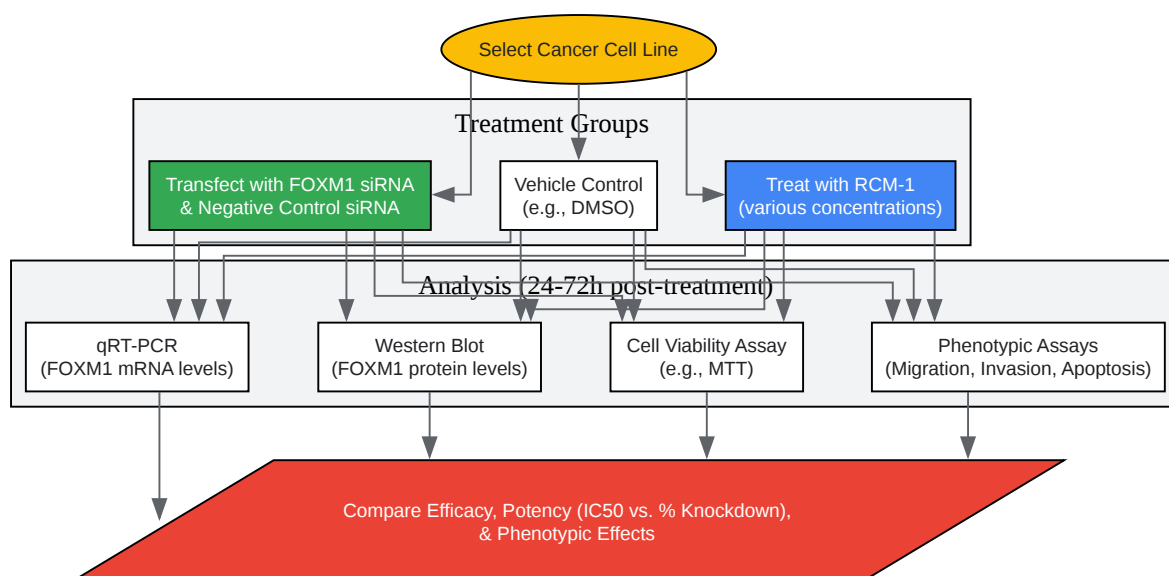 Select Cancer Cell Line
Treatment Groups
Transfect with FOXM1 siRNA
& Negative Control siRNA
Vehicle Control
(e.g., DMSO)
Treat with RCM-1
(various concentrations)
Analysis (24-72h post-treatment)
qRT-PCR
(FOXM1 mRNA levels)
Western Blot
(FOXM1 protein levels)
Cell Viability Assay
(e.g., MTT)
Phenotypic Assays
(Migration, Invasion, Apoptosis)
Compare Efficacy, Potency (IC50 vs. % Knockdown),
& Phenotypic Effects